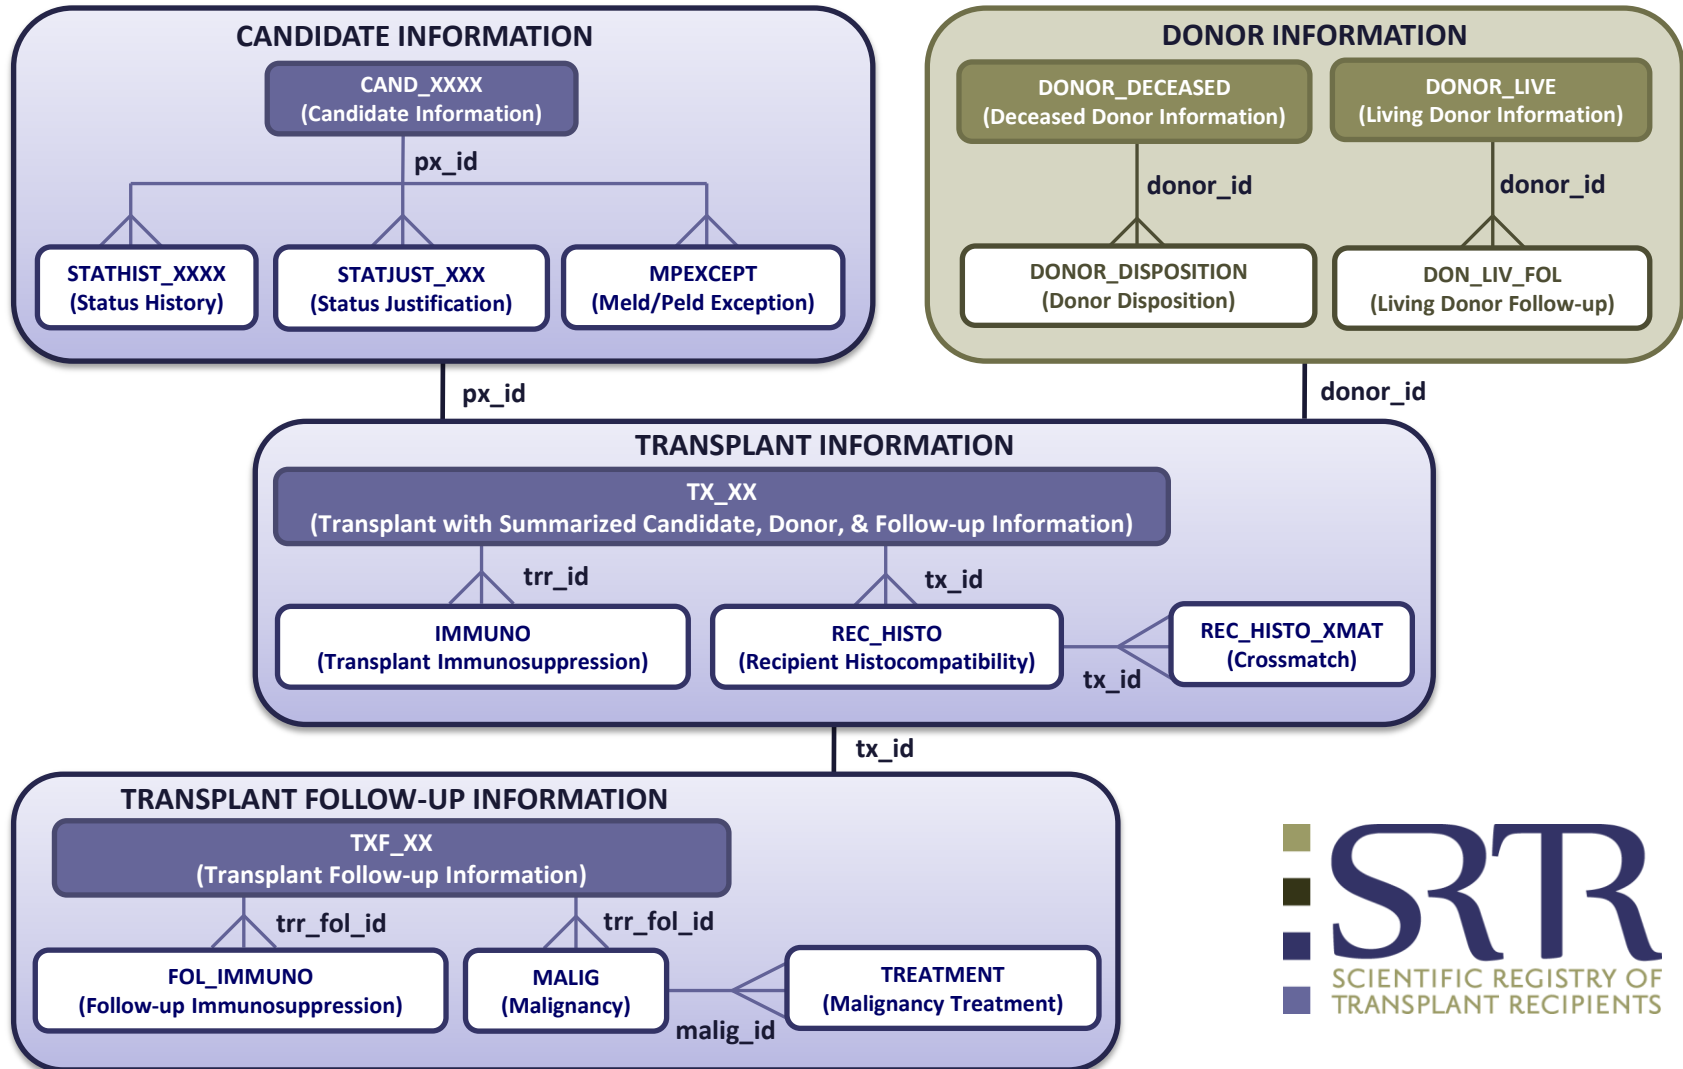 CANDIDATE INFORMATION
CAND_XXXX
(Candidate Information)
px_id
STATHIST_XXXX
(Status History)
STATJUST_XXX
(Status Justification)
MPEXCEPT
(Meld/Peld Exception)
DONOR INFORMATION
DONOR_DECEASED
(Deceased Donor Information)
DONOR_LIVE
(Living Donor Information)
donor_id
donor_id
DONOR_DISPOSITION
(Donor Disposition)
DON_LIV_FOL
(Living Donor Follow-up)
px_id
donor_id
TRANSPLANT INFORMATION
TX_XX
(Transplant with Summarized Candidate, Donor, & Follow-up Information)
trr_id
tx_id
IMMUNO
(Transplant Immunosuppression)
REC_HISTO
(Recipient Histocompatibility)
tx_id
REC_HISTO_XMAT
(Crossmatch)
tx_id
TRANSPLANT FOLLOW-UP INFORMATION
TXF_XX
(Transplant Follow-up Information)
trr_fol_id
trr_fol_id
FOL_IMMUNO
(Follow-up Immunosuppression)
MALIG
(Malignancy)
malig_id
TREATMENT
(Malignancy Treatment)
SRTR
SCIENTIFIC REGISTRY OF
TRANSPLANT RECIPIENTS